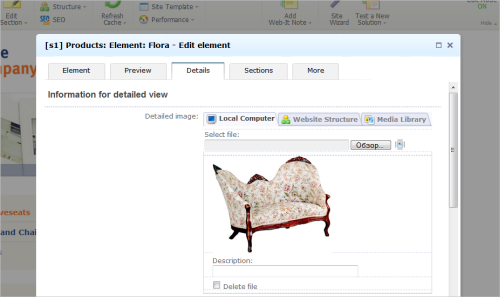 Edit
Section
Structure
SEO
Refresh
Cache
Site Template
Performance
Add
Web-It Note
Site
Wizard
Test a New
Solution
ON
Hide
[s1] Products: Element: Flora - Edit element
Element
Preview
Details
Sections
More
Information for detailed view
Detailed image:
Local Computer
Website Structure
Media Library
Select file:
Обзор...
Description:
Delete file
veseats
and Chai